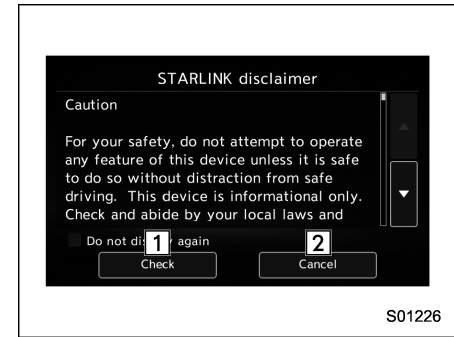 STARLINK disclaimer
Caution
For your safety, do not attempt to operate
any feature of this device unless it is safe
to do so without distraction from safe
driving. This device is informational only.
Check and abide by your local laws and
Do not again
1 2
Check Cancel
S01226